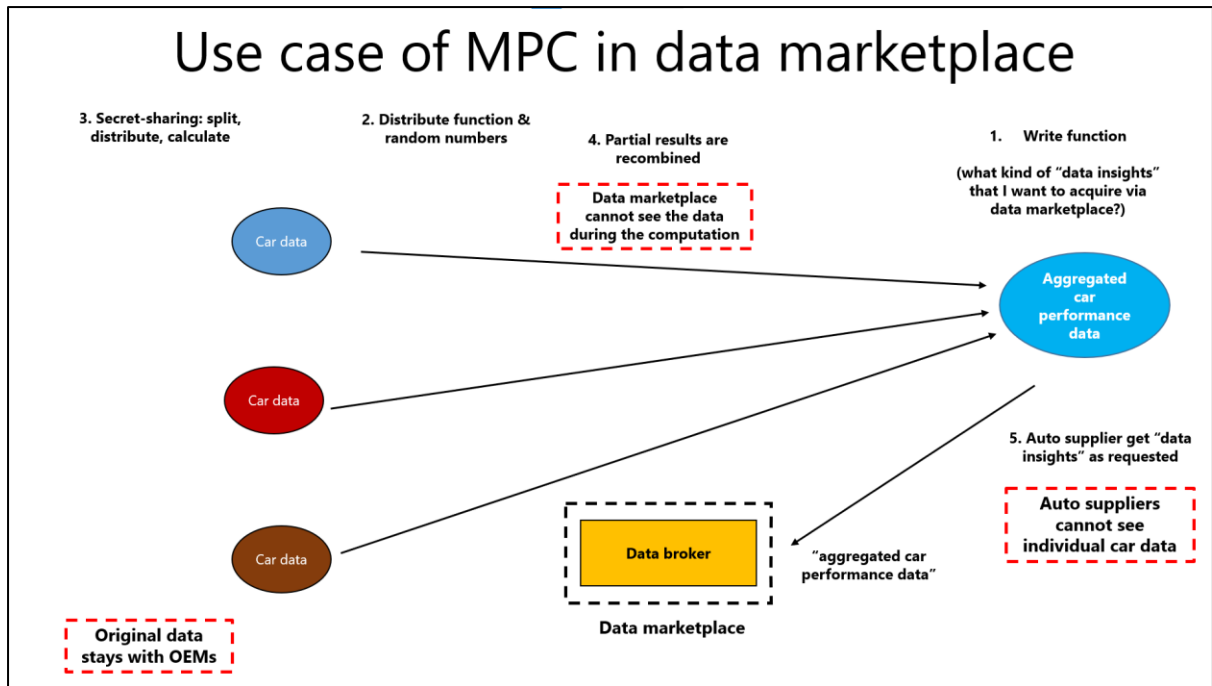 Use case of MPC in data marketplace
3. Secret-sharing: split,
distribute, calculate
2. Distribute function &
random numbers
4. Partial results are
recombined
1. Write function
(what kind of “data insights”
that I want to acquire via
data marketplace?)
Data marketplace
cannot see the data
during the computation
Car data
Aggregated
car
performance
data
Car data
5. Auto supplier get “data
insights” as requested
Auto suppliers
cannot see
individual car data
Car data
Data broker
“aggregated car
performance data”
Data marketplace
Original data
stays with OEMs